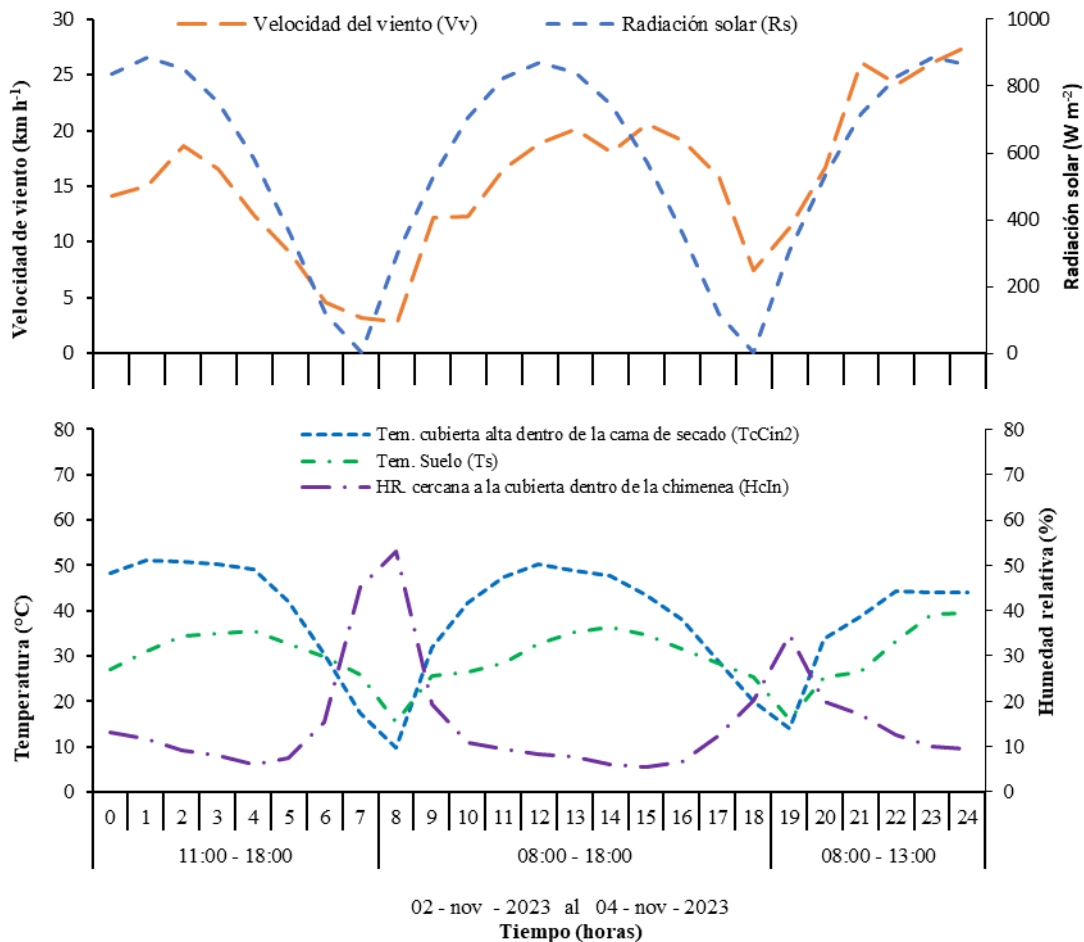 Velocidad del viento (Vv)
Radiación solar (Rs)
Velocidad de viento (km h⁻¹)
30
25
20
15
10
5
0
1000
800
600
400
200
0
Radiación solar (W m⁻²)
Tem. cubierta alta dentro de la cama de secado (TcCin2)
Tem. Suelo (Ts)
HR. cercana a la cubierta dentro de la chimenea (HcIn)
Temperatura (°C)
80
70
60
50
40
30
20
10
0
80
70
60
50
40
30
20
10
0
Humedad relativa (%)
0 1 2 3 4 5 6 7 8 9 10 11 12 13 14 15 16 17 18 19 20 21 22 23 24
11:00 - 18:00 08:00 - 18:00 08:00 - 13:00
02 - nov - 2023 al 04 - nov - 2023
Tiempo (horas)